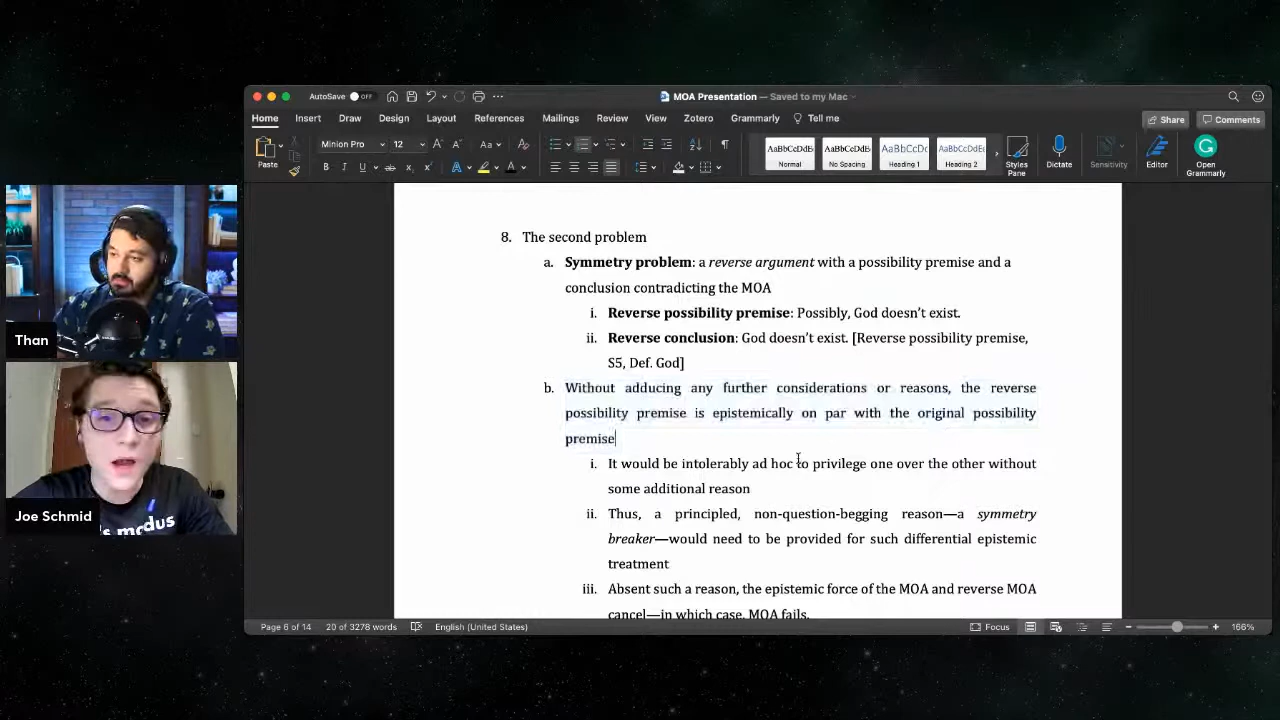 AutoSave OFF
MOA Presentation — Saved to my Mac
Home Insert Draw Design Layout References Mailings Review View Zotero Grammarly Tell me
Share Comments
Paste
Minion Pro 12
Aa
B I U ab x₂ x² A A
AaBbCcDdE AaBbCcDdE AaBbCcDc AaBbCcDdE
Normal No Spacing Heading 1 Heading 2
Styles Pane
Dictate
Sensitivity
Editor
Open Grammarly
8. The second problem
a. Symmetry problem: a reverse argument with a possibility premise and a
conclusion contradicting the MOA
i. Reverse possibility premise: Possibly, God doesn’t exist.
ii. Reverse conclusion: God doesn’t exist. [Reverse possibility premise,
S5, Def. God]
b. Without adducing any further considerations or reasons, the reverse
possibility premise is epistemically on par with the original possibility
premise
i. It would be intolerably ad hoc to privilege one over the other without
some additional reason
ii. Thus, a principled, non-question-begging reason—a symmetry
breaker—would need to be provided for such differential epistemic
treatment
iii. Absent such a reason, the epistemic force of the MOA and reverse MOA
cancel—in which case, MOA fails.
Page 6 of 14 20 of 3278 words English (United States) Focus 166%
Than
Joe Schmid
s modus